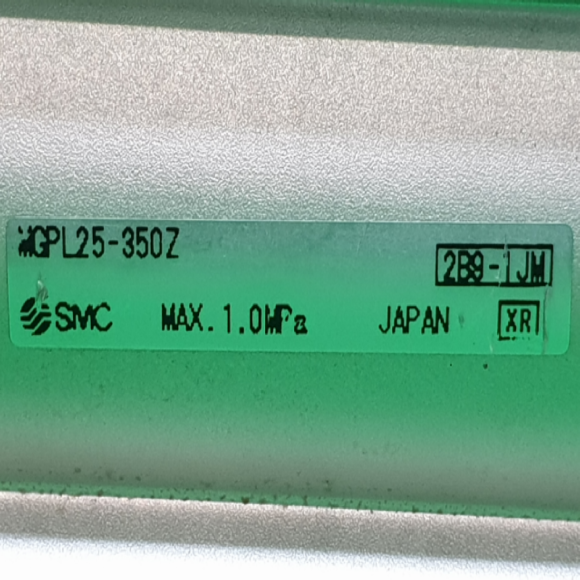 MGPL25-350Z
2B9-1JM
SMC MAX. 1.0MPa JAPAN XR